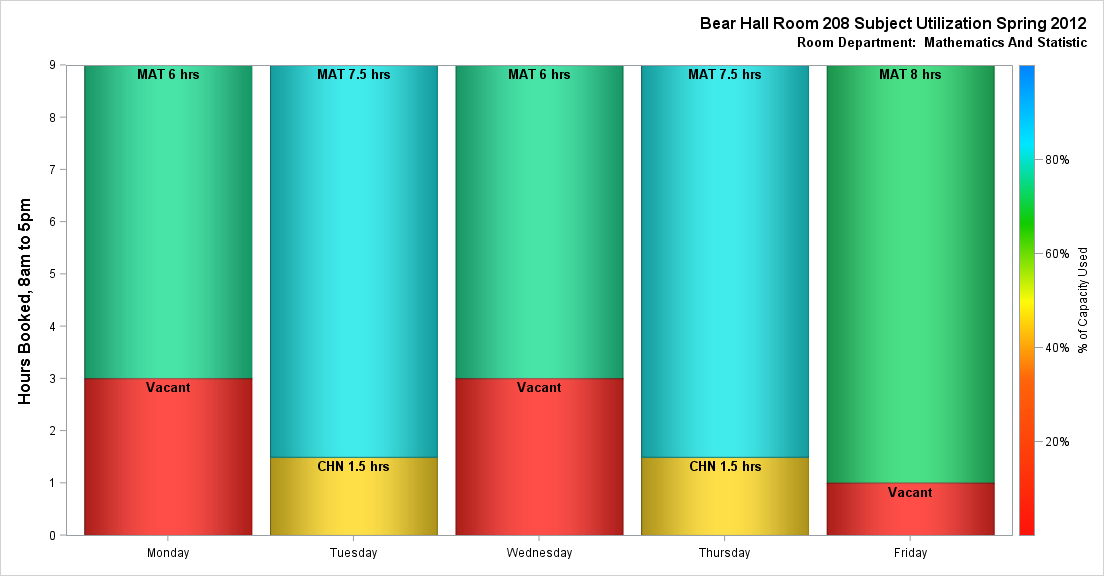 Bear Hall Room 208 Subject Utilization Spring 2012
Room Department:  Mathematics And Statistic
Hours Booked, 8am to 5pm
9
8
7
6
5
4
3
2
1
0
MAT 6 hrs
Vacant
MAT 7.5 hrs
CHN 1.5 hrs
MAT 6 hrs
Vacant
MAT 7.5 hrs
CHN 1.5 hrs
MAT 8 hrs
Vacant
Monday
Tuesday
Wednesday
Thursday
Friday
80%
60%
40%
20%
% of Capacity Used